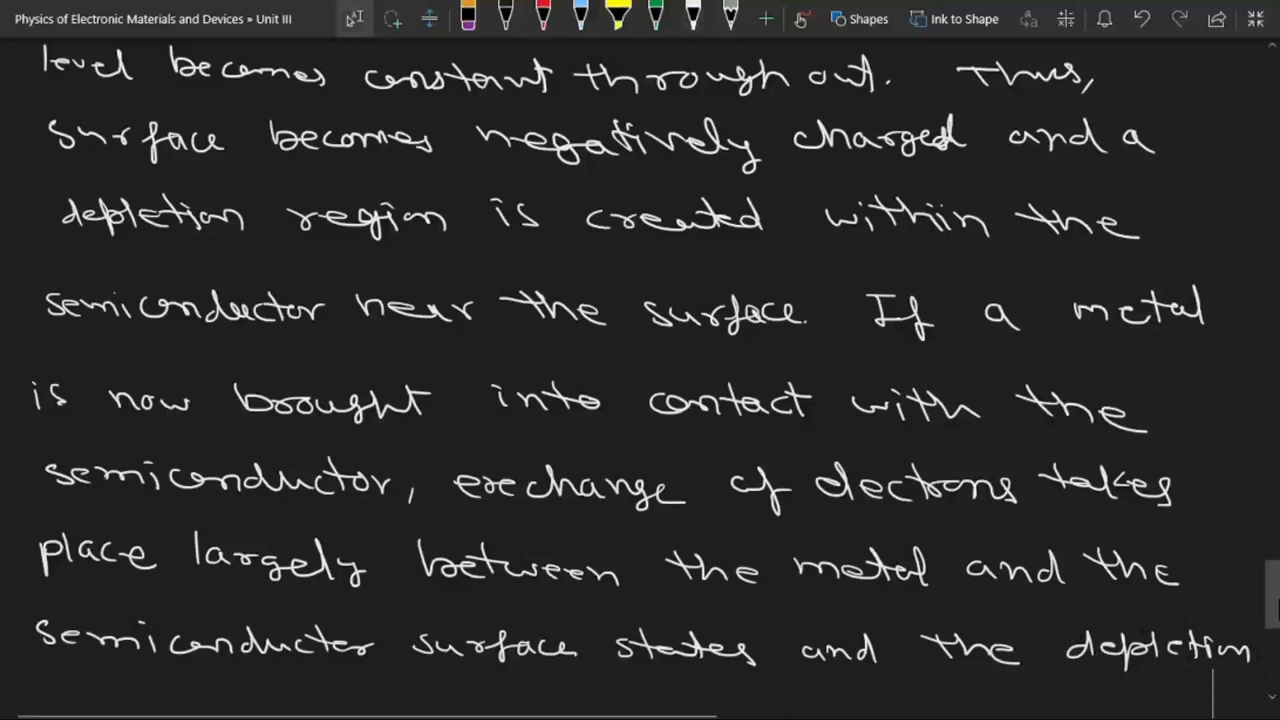 Physics of Electronic Materials and Devices » Unit III
Shapes
Ink to Shape
level becomes constant throughout. Thus,
surface becomes negatively charged and a
depletion region is created within the
semiconductor near the surface. If a metal
is now brought into contact with the
semiconductor, exchange of electrons takes
place largely between the metal and the
semiconductor surface states and the depletion